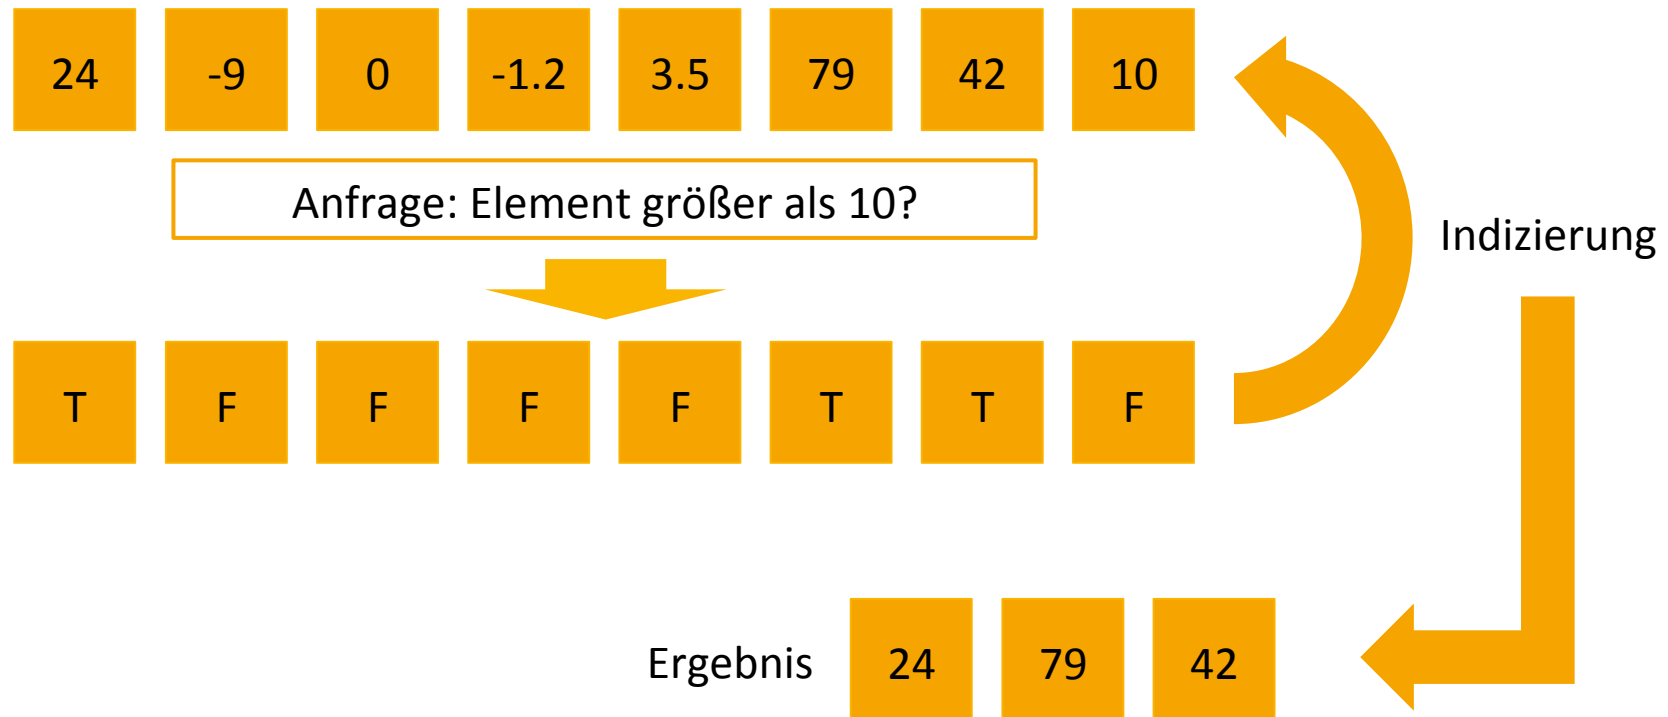 24 -9 0 -1.2 3.5 79 42 10
Anfrage: Element größer als 10?
Indizierung
T F F F F T T F
Ergebnis 24 79 42